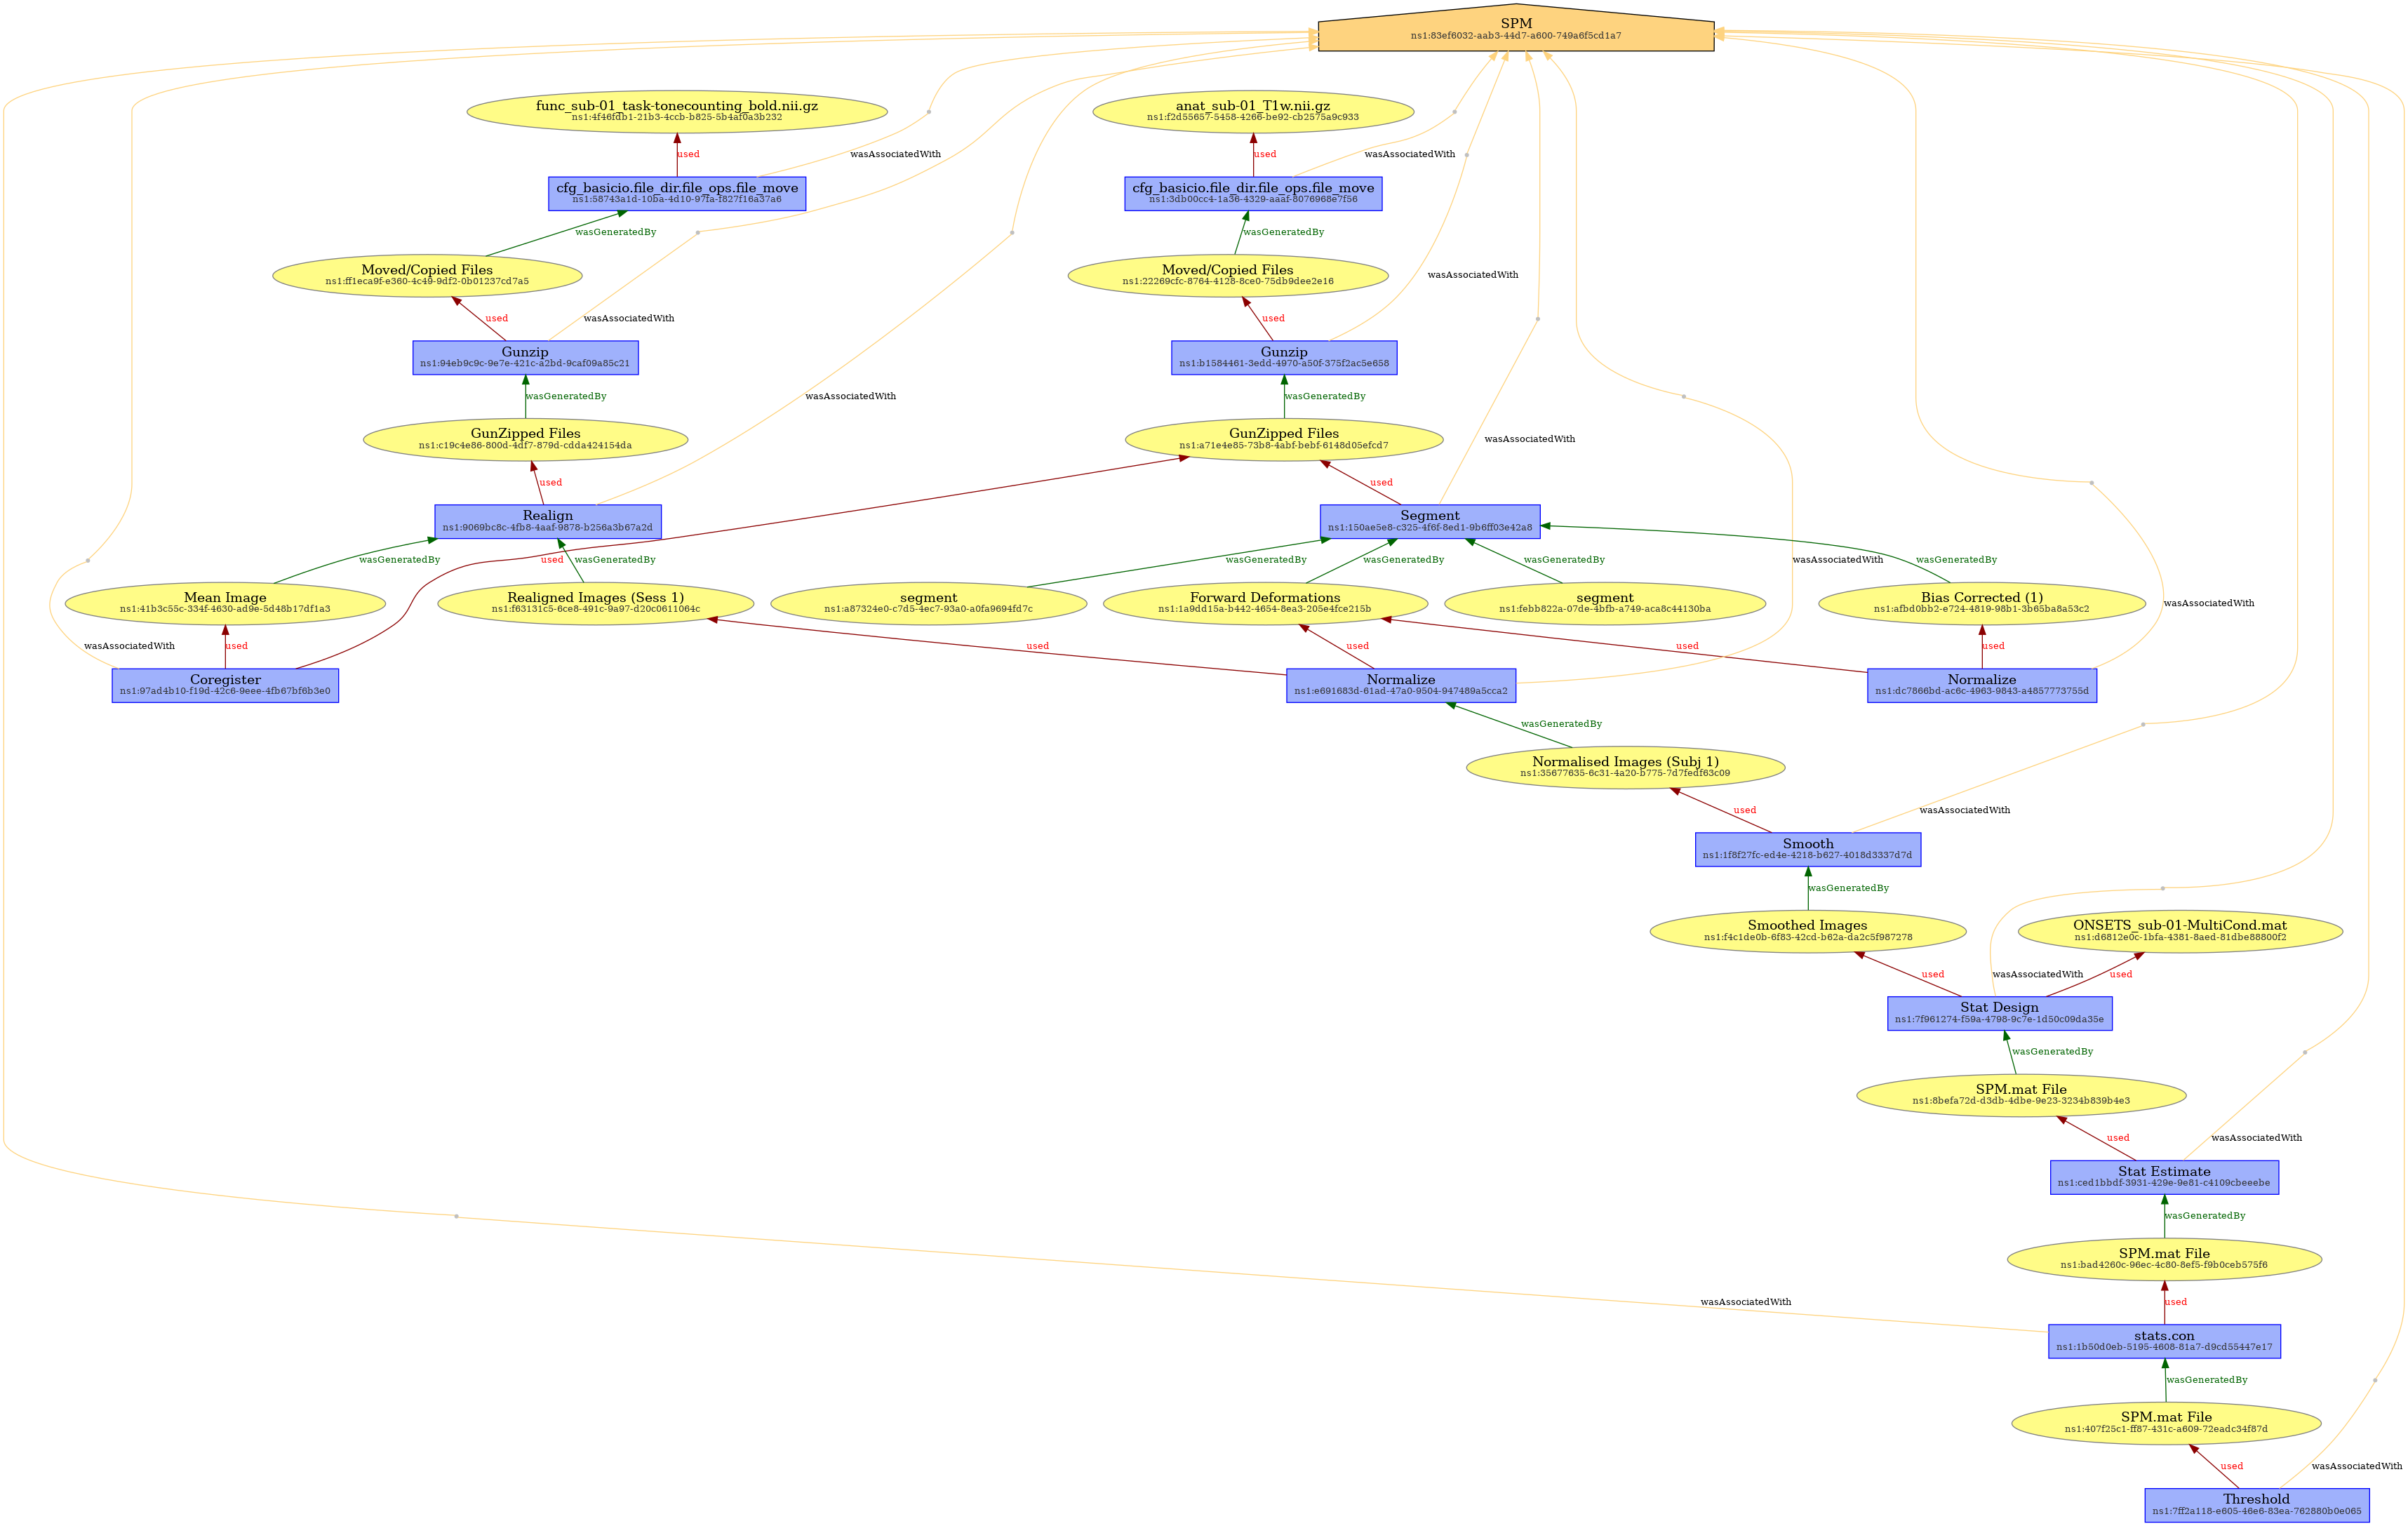 SPM
ns1:83ef6032-aab3-44d7-a600-749a6f5cd1a7
func_sub-01_task-tonecounting_bold.nii.gz
ns1:4f46fdb1-21b3-4ccb-b825-5b4af0a3b232
anat_sub-01_T1w.nii.gz
ns1:f2d55657-5458-4266-be92-cb2575a9c933
used
wasAssociatedWith
used
wasAssociatedWith
cfg_basicio.file_dir.file_ops.file_move
ns1:58743a1d-10ba-4d10-97fa-f827f16a37a6
cfg_basicio.file_dir.file_ops.file_move
ns1:3db00cc4-1a36-4329-aaaf-8076968e7f56
wasGeneratedBy
wasGeneratedBy
Moved/Copied Files
ns1:ff1eca9f-e360-4c49-9df2-0b01237cd7a5
Moved/Copied Files
ns1:22269cfc-8764-4128-8ce0-75db9dee2e16
wasAssociatedWith
used
wasAssociatedWith
used
Gunzip
ns1:94eb9c9c-9e7e-421c-a2bd-9caf09a85c21
Gunzip
ns1:b1584461-3edd-4970-a50f-375f2ac5e658
wasGeneratedBy
wasAssociatedWith
wasGeneratedBy
GunZipped Files
ns1:c19c4e86-800d-4df7-879d-cdda424154da
GunZipped Files
ns1:a71e4e85-73b8-4abf-bebf-6148d05efcd7
wasAssociatedWith
used
used
Realign
ns1:9069bc8c-4fb8-4aaf-9878-b256a3b67a2d
Segment
ns1:150ae5e8-c325-4f6f-8ed1-9b6ff03e42a8
wasGeneratedBy
used
wasGeneratedBy
wasGeneratedBy
wasGeneratedBy
wasGeneratedBy
wasAssociatedWith
wasGeneratedBy
Mean Image
ns1:41b3c55c-334f-4630-ad9e-5d48b17df1a3
Realigned Images (Sess 1)
ns1:f63131c5-6ce8-491c-9a97-d20c0611064c
segment
ns1:a87324e0-c7d5-4ec7-93a0-a0fa9694fd7c
Forward Deformations
ns1:1a9dd15a-b442-4654-8ea3-205e4fce215b
segment
ns1:febb822a-07de-4bfb-a749-aca8c44130ba
Bias Corrected (1)
ns1:afbd0bb2-e724-4819-98b1-3b65ba8a53c2
wasAssociatedWith
wasAssociatedWith
used
used
used
used
used
Coregister
ns1:97ad4b10-f19d-42c6-9eee-4fb67bf6b3e0
Normalize
ns1:e691683d-61ad-47a0-9504-947489a5cca2
Normalize
ns1:dc7866bd-ac6c-4963-9843-a4857773755d
wasGeneratedBy
Normalised Images (Subj 1)
ns1:35677635-6c31-4a20-b775-7d7fedf63c09
used
wasAssociatedWith
Smooth
ns1:1f8f27fc-ed4e-4218-b627-4018d3337d7d
wasGeneratedBy
Smoothed Images
ns1:f4c1de0b-6f83-42cd-b62a-da2c5f987278
ONSETS_sub-01-MultiCond.mat
ns1:d6812e0c-1bfa-4381-8aed-81dbe88800f2
used
wasAssociatedWith
used
Stat Design
ns1:7f961274-f59a-4798-9c7e-1d50c09da35e
wasGeneratedBy
SPM.mat File
ns1:8befa72d-d3db-4dbe-9e23-3234b839b4e3
used
wasAssociatedWith
Stat Estimate
ns1:ced1bbdf-3931-429e-9e81-c4109cbeeebe
wasGeneratedBy
SPM.mat File
ns1:bad4260c-96ec-4c80-8ef5-f9b0ceb575f6
wasAssociatedWith
used
stats.con
ns1:1b50d0eb-5195-4608-81a7-d9cd55447e17
wasGeneratedBy
SPM.mat File
ns1:407f25c1-ff87-431c-a609-72eadc34f87d
used
wasAssociatedWith
Threshold
ns1:7ff2a118-e605-46e6-83ea-762880b0e065